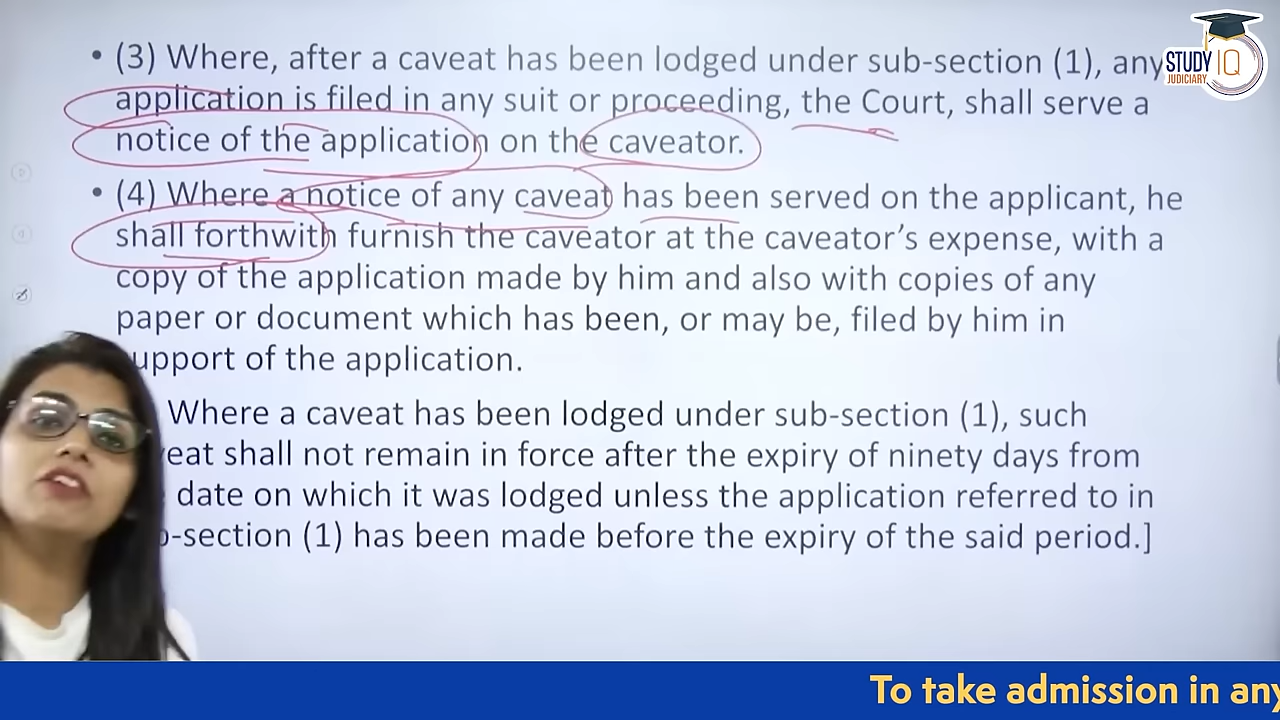 • (3) Where, after a caveat has been lodged under sub-section (1), any
application is filed in any suit or proceeding, the Court, shall serve a
notice of the application on the caveator.
• (4) Where a notice of any caveat has been served on the applicant, he
shall forthwith furnish the caveator at the caveator's expense, with a
copy of the application made by him and also with copies of any
paper or document which has been, or may be, filed by him in
upport of the application.
Where a caveat has been lodged under sub-section (1), such
eat shall not remain in force after the expiry of ninety days from
date on which it was lodged unless the application referred to in
-section (1) has been made before the expiry of the said period.]
STUDY IQ
JUDICIARY
To take admission in any